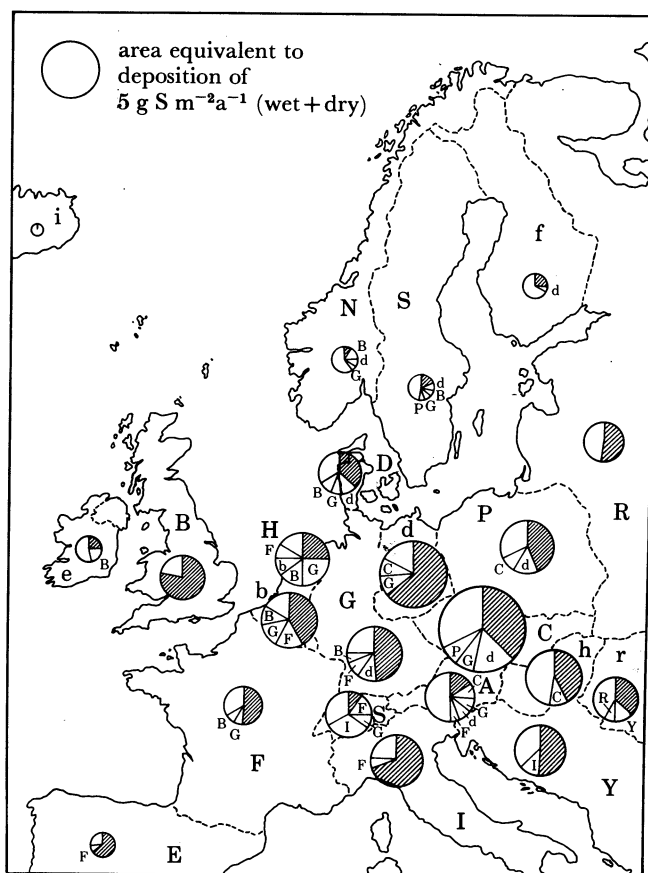 area equivalent to
deposition of
5 g S m⁻²a⁻¹ (wet + dry)
i
f
d
N
S
B
d
G
d
B
G
P
D
B
G
d
R
P
C
d
B
e
B
H
F
b
B
G
d
C
G
b
B
G
F
G
B
F
G
d
C
P
G
d
h
C
r
R
Y
A
G
d
F
C
S
F
I
G
B
G
F
I
Y
F
I
F
E